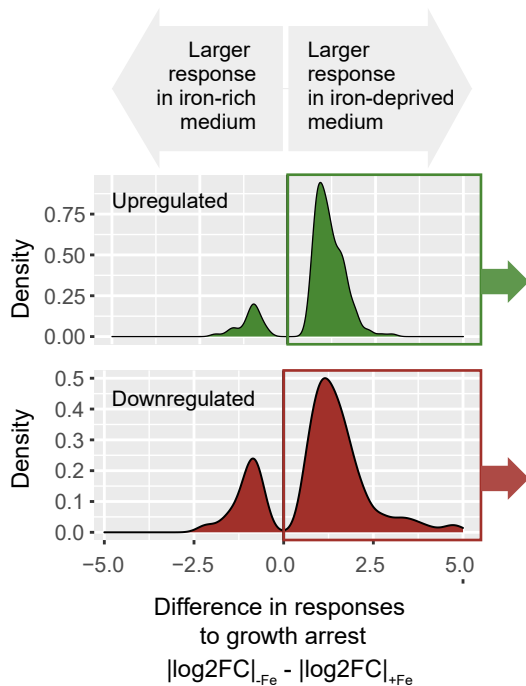 Larger
response
in iron-rich
medium
Larger
response
in iron-deprived
medium
Upregulated
Density
0.75
0.50
0.25
0.00
Downregulated
Density
0.5
0.4
0.3
0.2
0.1
0.0
−5.0 −2.5 0.0 2.5 5.0
Difference in responses
to growth arrest
|log2FC|-Fe - |log2FC|+Fe